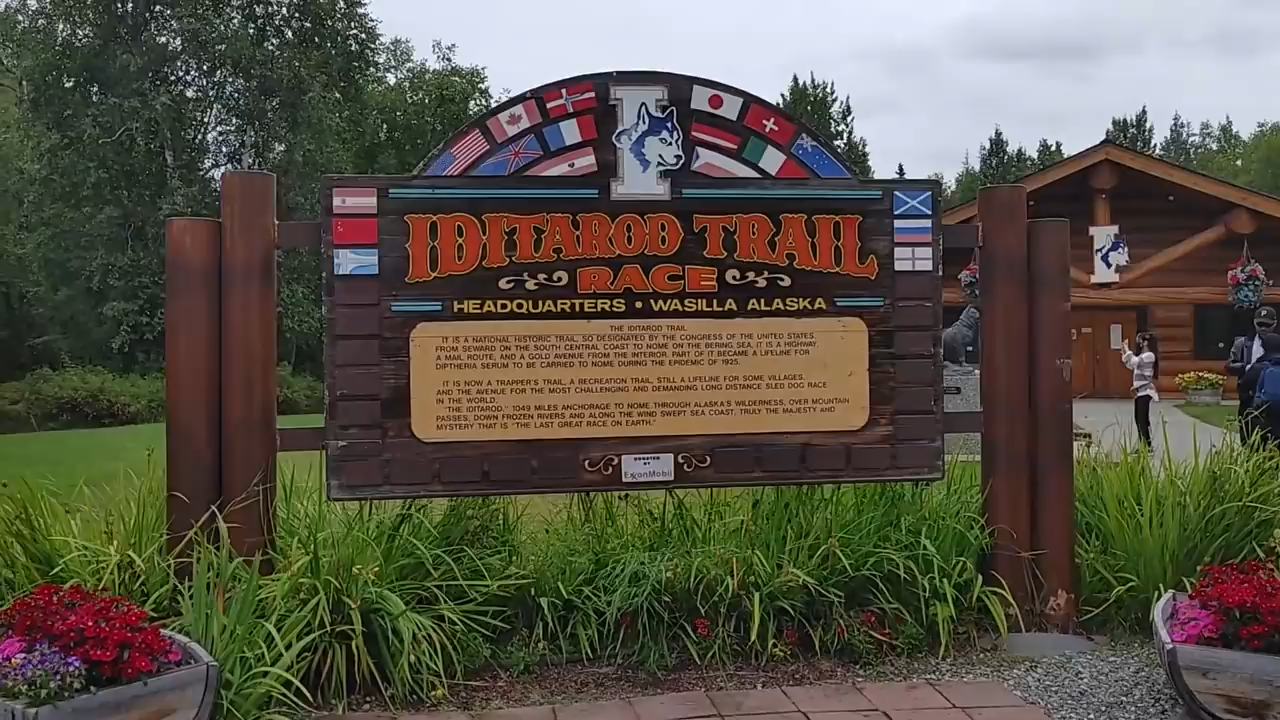 I
IDITAROD TRAIL
RACE
HEADQUARTERS • WASILLA ALASKA
THE IDITAROD TRAIL
IT IS A NATIONAL HISTORIC TRAIL, SO DESIGNATED BY THE CONGRESS OF THE UNITED STATES.
FROM SEWARD ON THE SOUTH CENTRAL COAST TO NOME ON THE BERING SEA, IT IS A HIGHWAY,
A MAIL ROUTE, AND A GOLD AVENUE FROM THE INTERIOR. PART OF IT BECAME A LIFELINE FOR
DIPTHERIA SERUM TO BE CARRIED TO NOME DURING THE EPIDEMIC OF 1925.
IT IS NOW A TRAPPER'S TRAIL, A RECREATION TRAIL, STILL A LIFELINE FOR SOME VILLAGES.
AND THE AVENUE FOR THE MOST CHALLENGING AND DEMANDING LONG DISTANCE SLED DOG RACE
IN THE WORLD.
"THE IDITAROD," 1049 MILES ANCHORAGE TO NOME THROUGH ALASKA'S WILDERNESS, OVER MOUNTAIN
PASSES, DOWN FROZEN RIVERS AND ALONG THE WIND SWEPT SEA COAST, TRULY THE MAJESTY AND
MYSTERY THAT IS "THE LAST GREAT RACE ON EARTH."
DONATED
BY
ExxonMobil